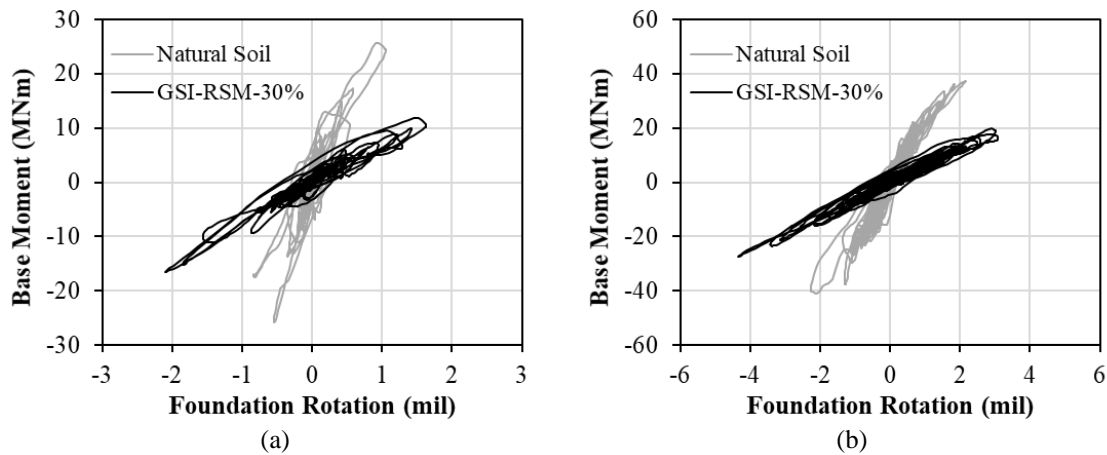 30
20
10
0
-10
-20
-30
Base Moment (MNm)
Natural Soil
GSI-RSM-30%
-3 -2 -1 0 1 2 3
Foundation Rotation (mil)
(a)
60
40
20
0
-20
-40
-60
Base Moment (MNm)
Natural Soil
GSI-RSM-30%
-6 -4 -2 0 2 4 6
Foundation Rotation (mil)
(b)